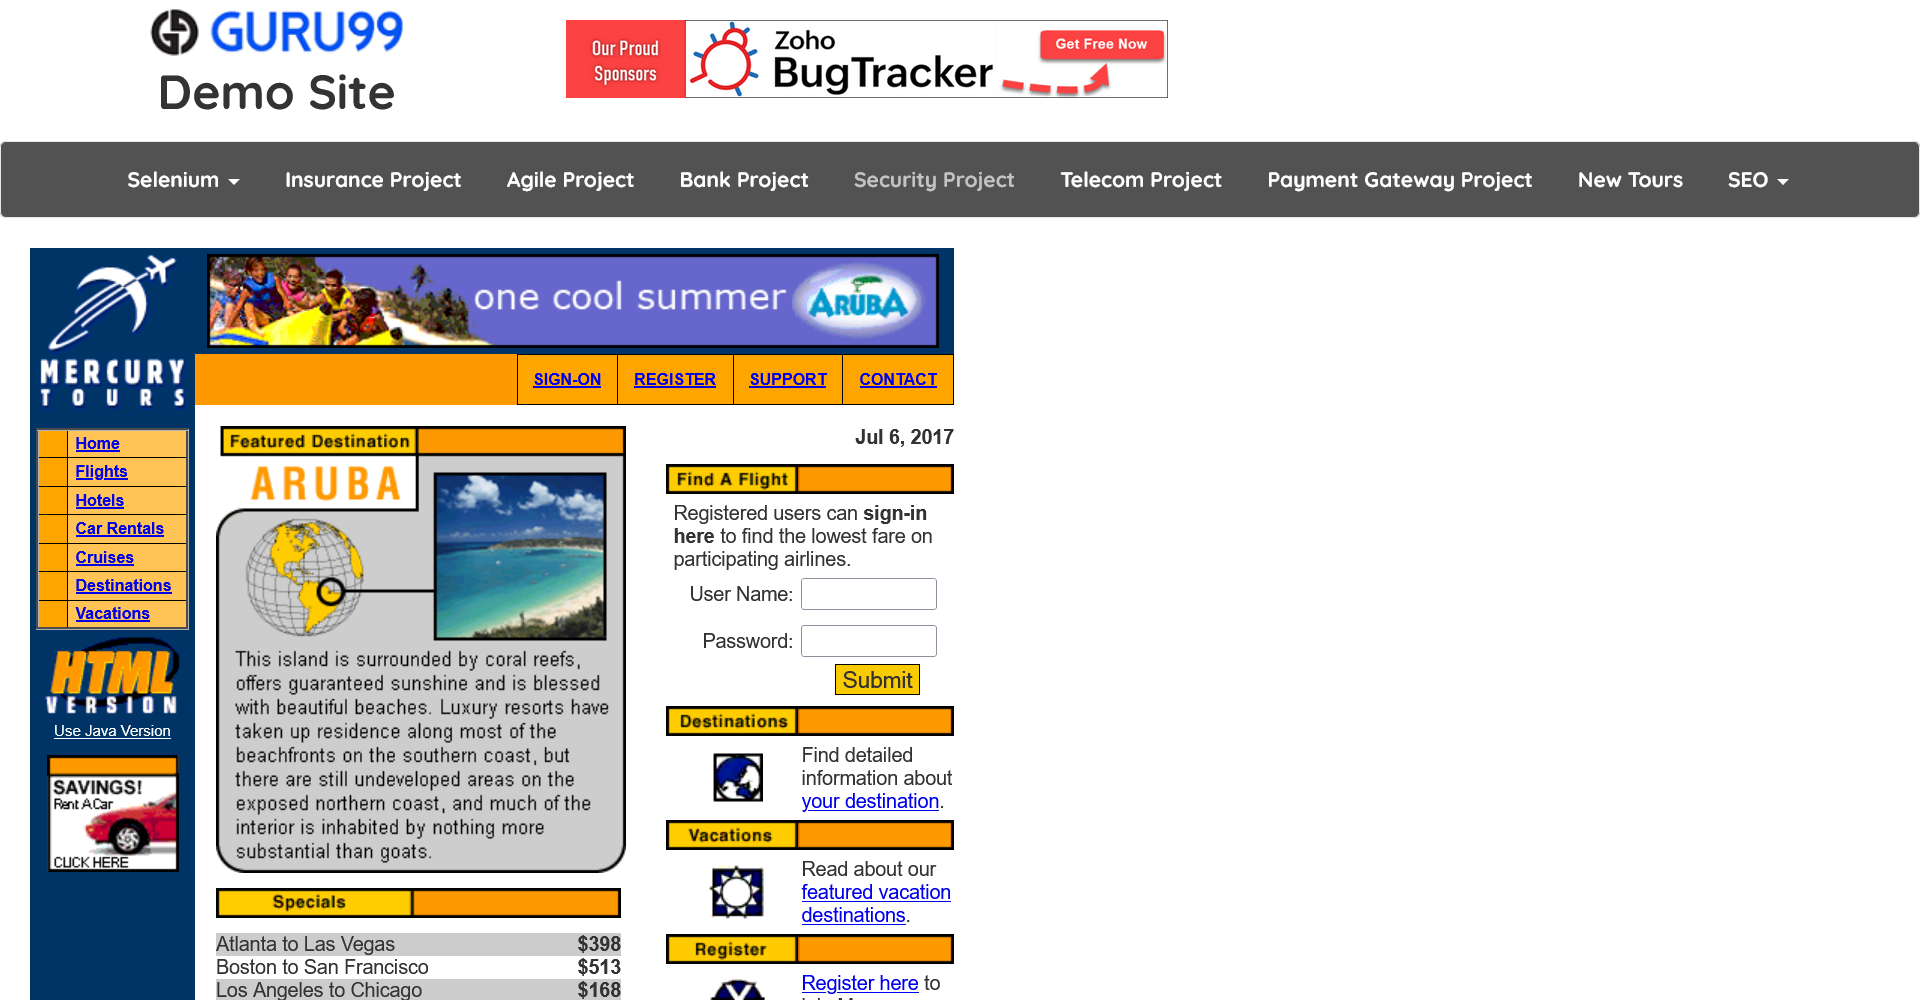 GURU99
Demo Site
Our Proud
Sponsors
Zoho
BugTracker
Get Free Now
Selenium
Insurance Project
Agile Project
Bank Project
Security Project
Telecom Project
Payment Gateway Project
New Tours
SEO
MERCURY
TOURS
one cool summer
ARUBA
SIGN-ON
REGISTER
SUPPORT
CONTACT
Home
Flights
Hotels
Car Rentals
Cruises
Destinations
Vacations
HTML
VERSION
Use Java Version
SAVINGS!
Rent A Car
CLICK HERE
Featured Destination
ARUBA
This island is surrounded by coral reefs,
offers guaranteed sunshine and is blessed
with beautiful beaches. Luxury resorts have
taken up residence along most of the
beachfronts on the southern coast, but
there are still undeveloped areas on the
exposed northern coast, and much of the
interior is inhabited by nothing more
substantial than goats.
Specials
Atlanta to Las Vegas $398
Boston to San Francisco $513
Los Angeles to Chicago $168
Jul 6, 2017
Find A Flight
Registered users can sign-in
here to find the lowest fare on
participating airlines.
User Name:
Password:
Submit
Destinations
Find detailed
information about
your destination.
Vacations
Read about our
featured vacation
destinations.
Register
Register here to